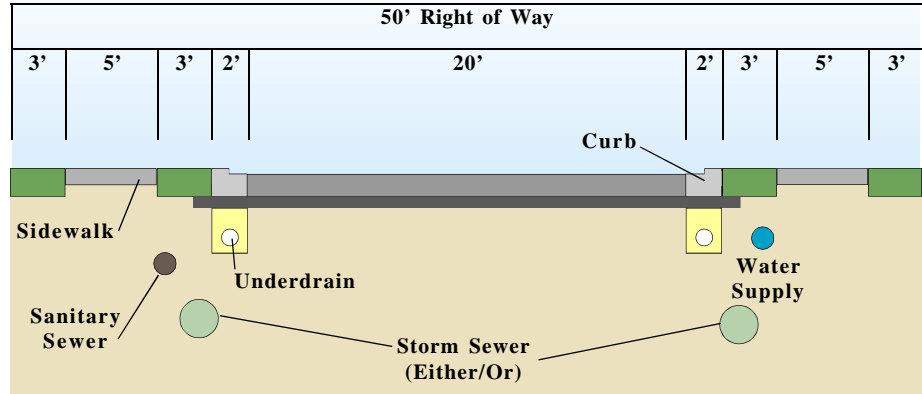 50’ Right of Way
3’ 5’ 3’ 2’ 20’ 2’ 3’ 5’ 3’
Curb
Sidewalk
Underdrain
Water
Supply
Sanitary
Sewer
Storm Sewer
(Either/Or)